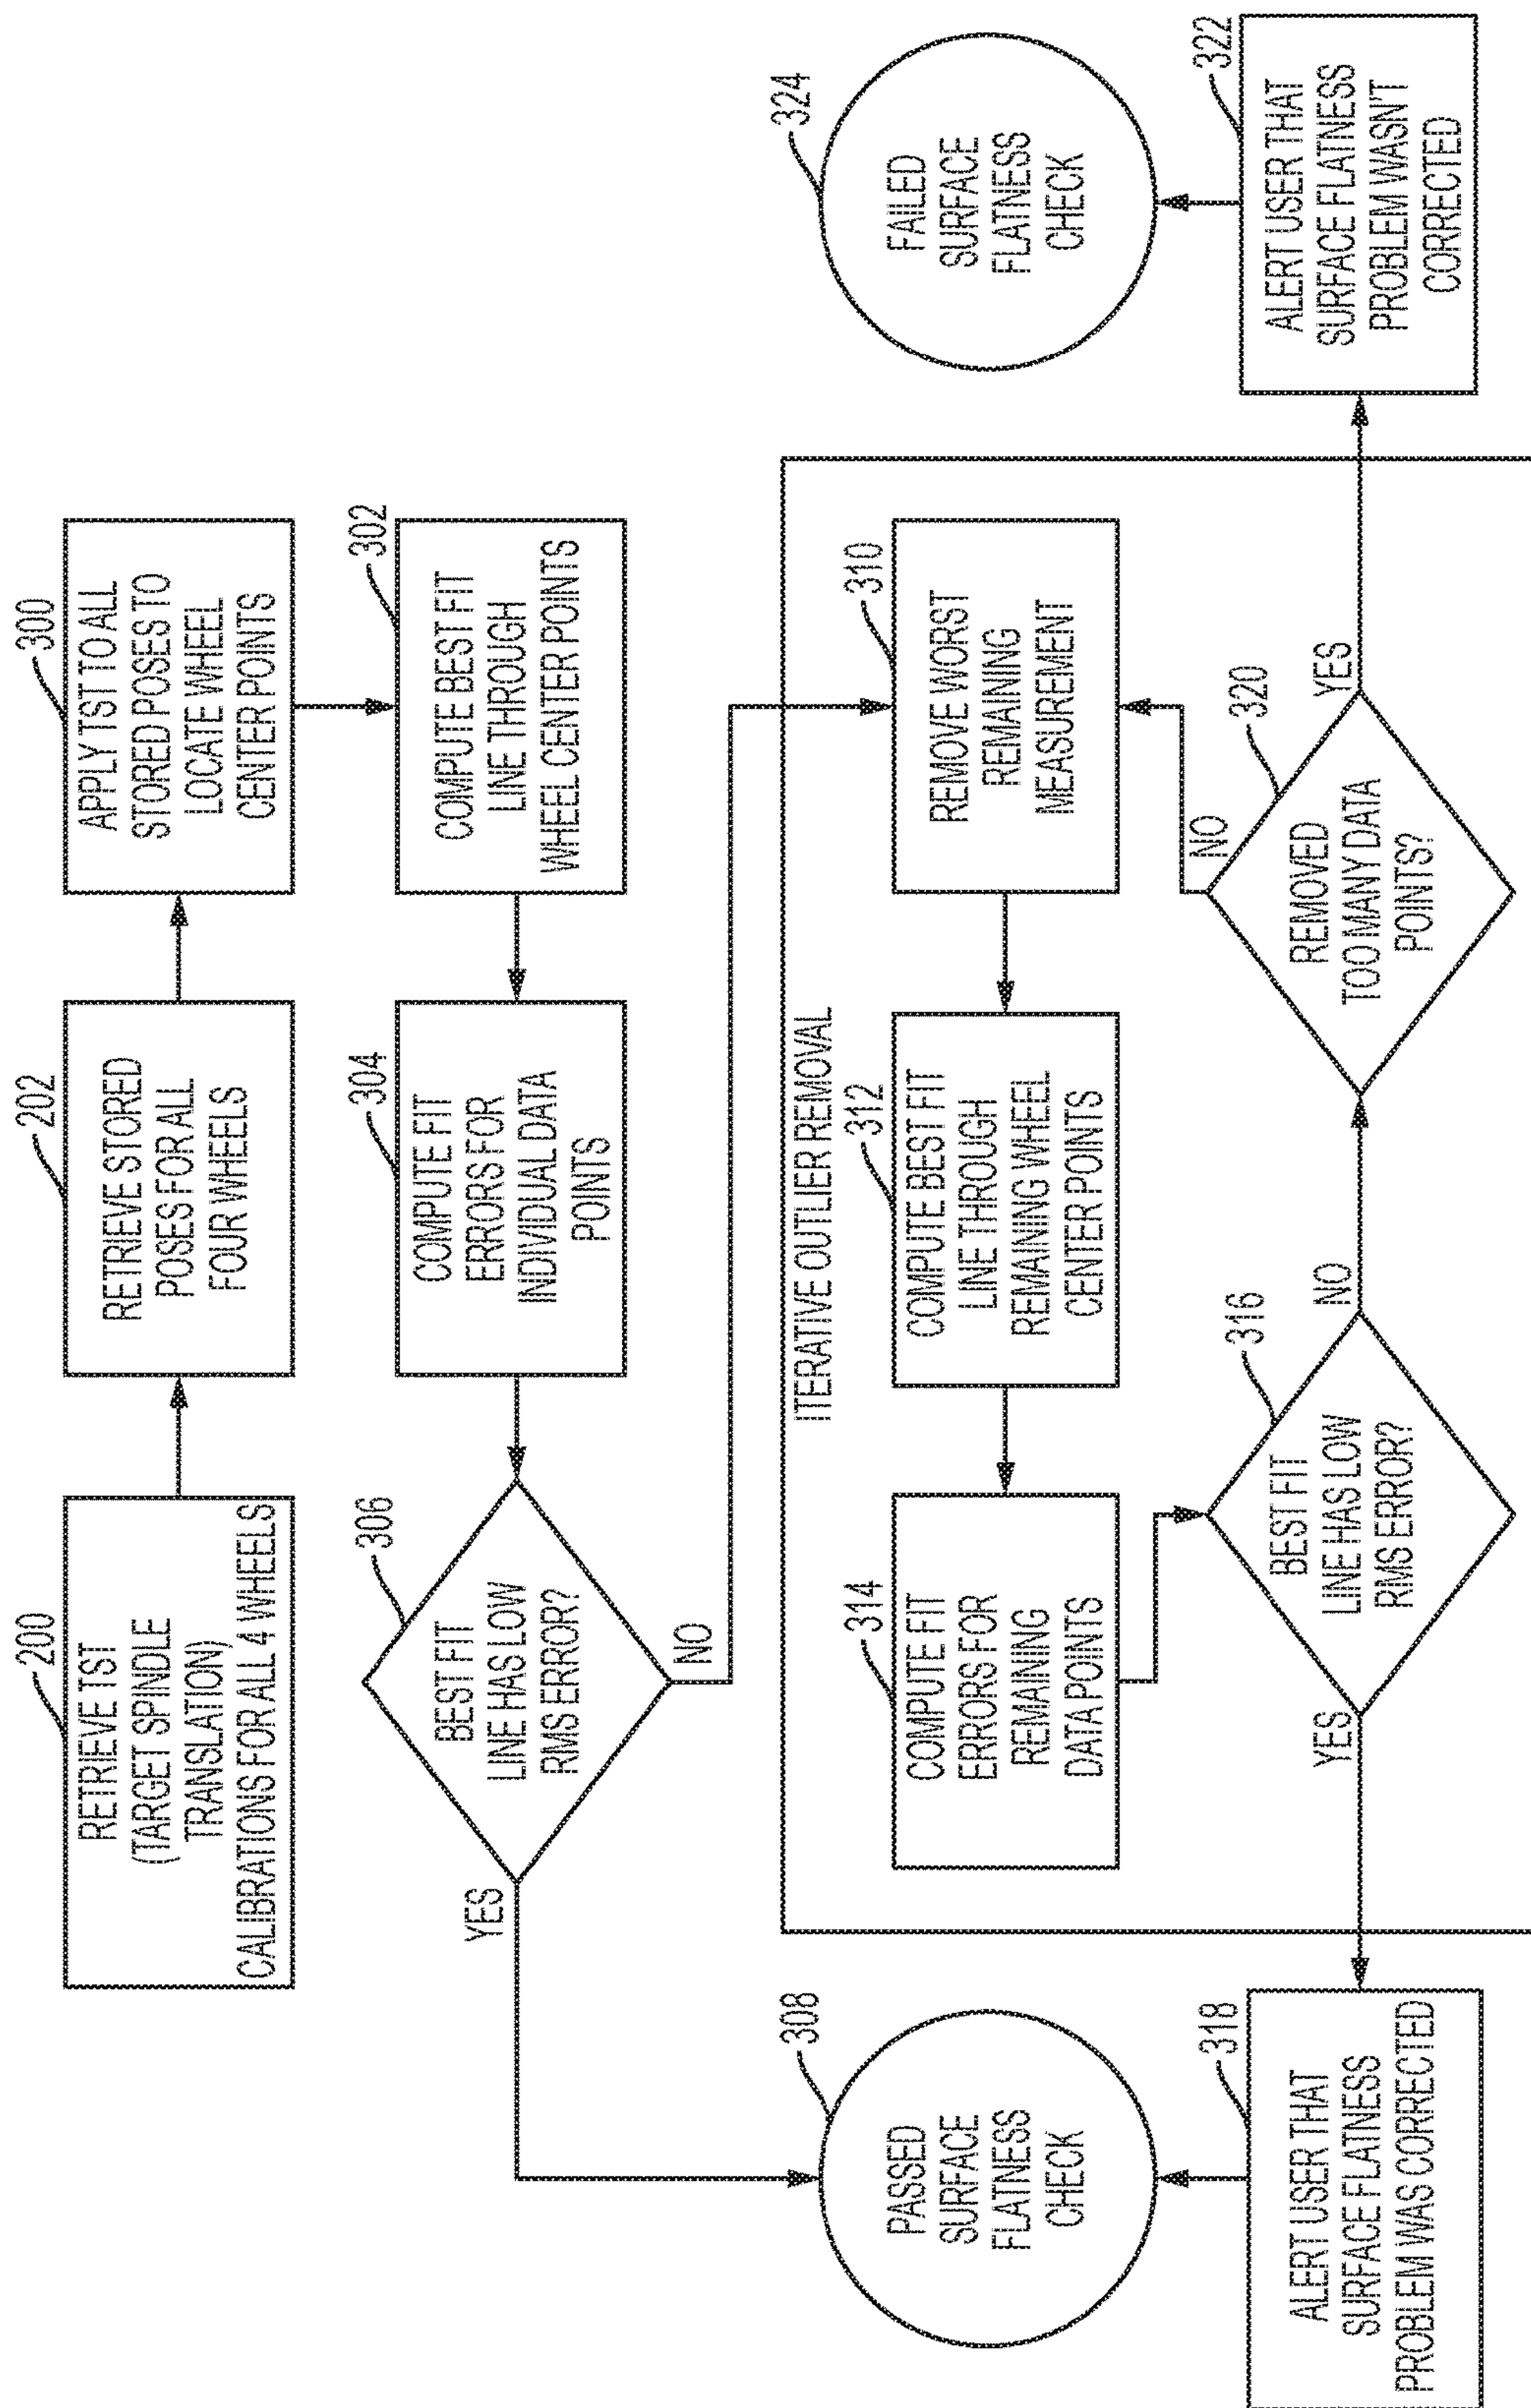 200
RETRIEVE TST
(TARGET SPINDLE
TRANSLATION)
CALIBRATIONS FOR ALL 4 WHEELS
202
RETRIEVE STORED
POSES FOR ALL
FOUR WHEELS
300
APPLY TST TO ALL
STORED POSES TO
LOCATE WHEEL
CENTER POINTS
302
COMPUTE BEST FIT
LINE THROUGH
WHEEL CENTER POINTS
304
COMPUTE FIT
ERRORS FOR
INDIVIDUAL DATA
POINTS
306
BEST FIT
LINE HAS LOW
RMS ERROR?
YES
NO
308
PASSED
SURFACE
FLATNESS
CHECK
ITERATIVE OUTLIER REMOVAL
310
REMOVE WORST
REMAINING
MEASUREMENT
312
COMPUTE BEST FIT
LINE THROUGH
REMAINING WHEEL
CENTER POINTS
314
COMPUTE FIT
ERRORS FOR
REMAINING
DATA POINTS
316
BEST FIT
LINE HAS LOW
RMS ERROR?
YES
NO
318
ALERT USER THAT
SURFACE FLATNESS
PROBLEM WAS CORRECTED
320
REMOVED
TOO MANY DATA
POINTS?
NO
YES
322
ALERT USER THAT
SURFACE FLATNESS
PROBLEM WASN'T
CORRECTED
324
FAILED
SURFACE
FLATNESS
CHECK